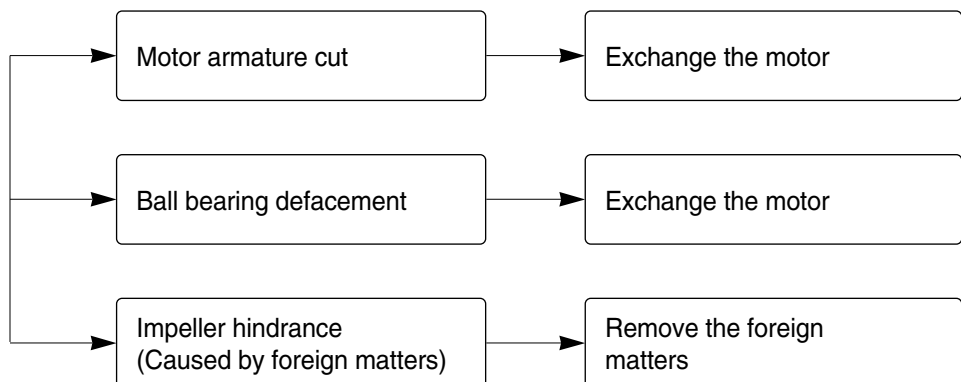 Motor armature cut
Exchange the motor
Ball bearing defacement
Exchange the motor
Impeller hindrance
(Caused by foreign matters)
Remove the foreign
matters